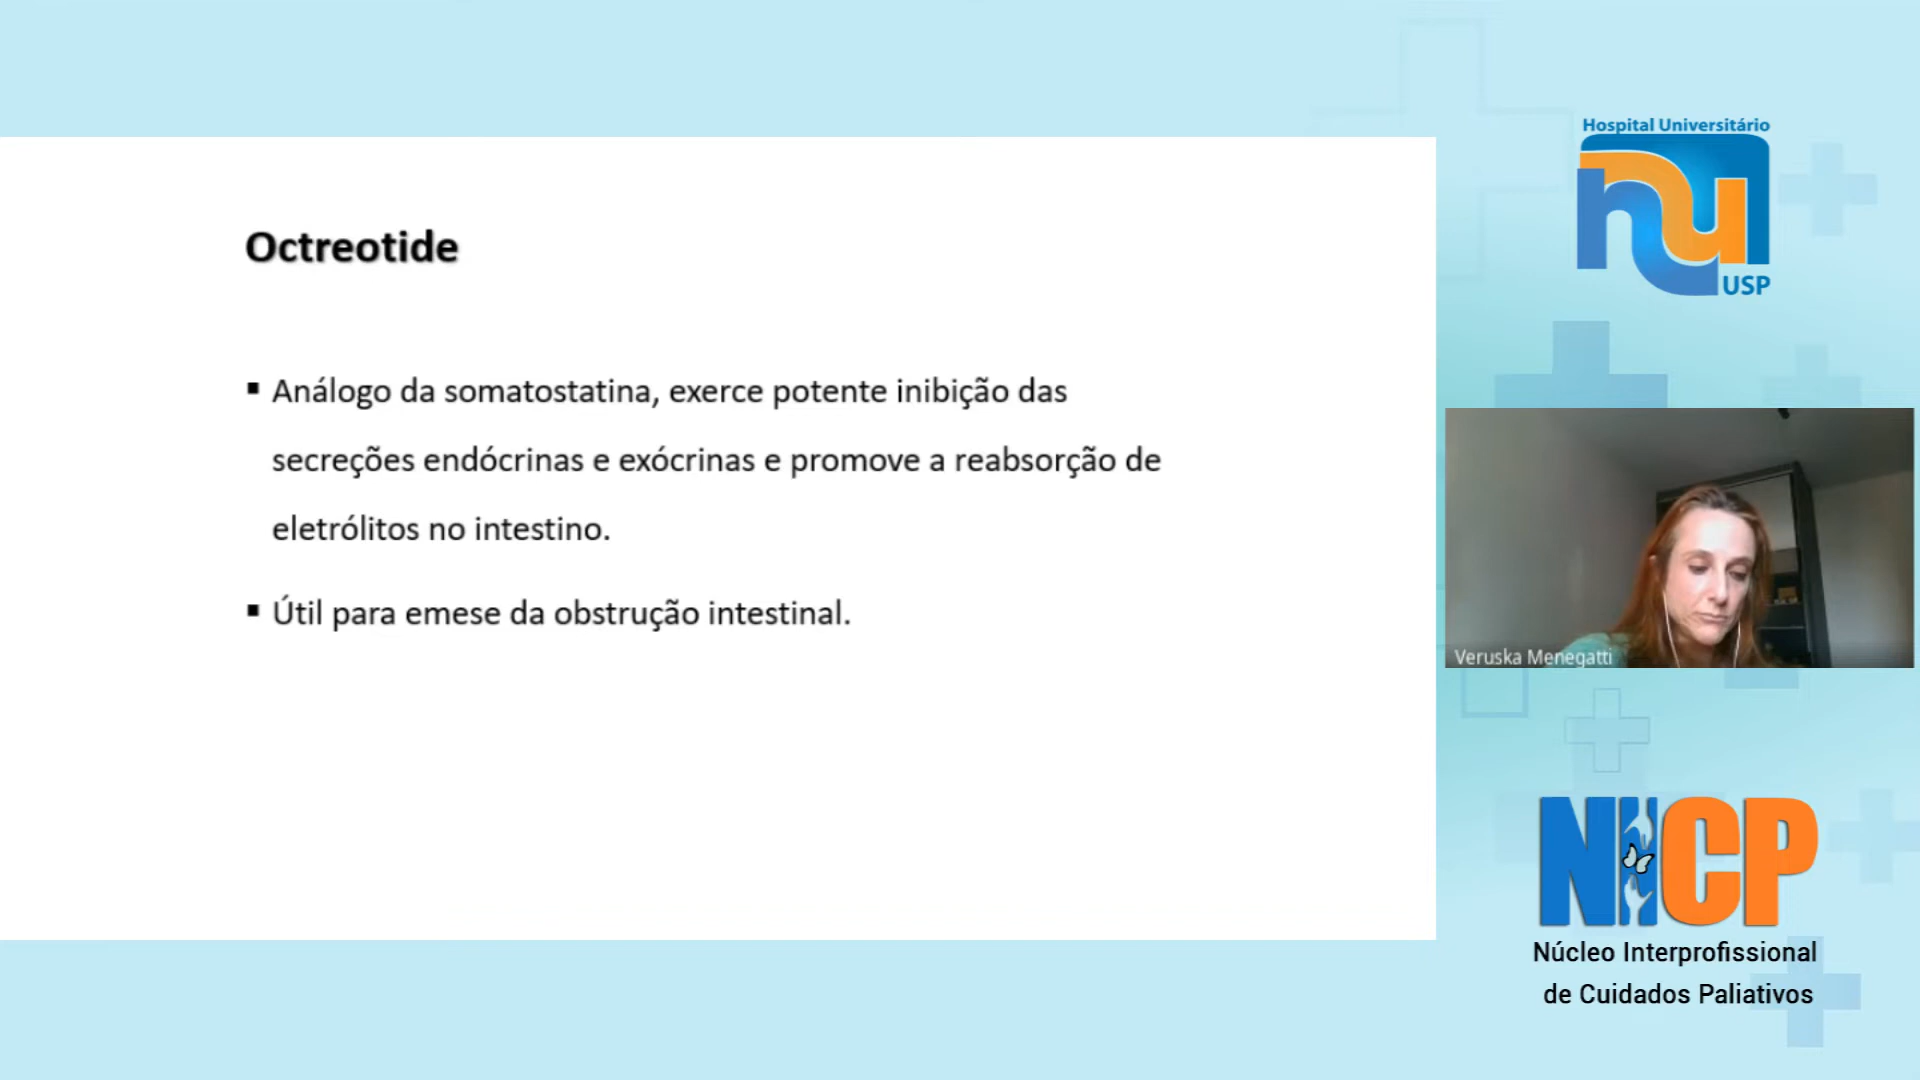 Octreotide
▪ Análogo da somatostatina, exerce potente inibição das
secreções endócrinas e exócrinas e promove a reabsorção de
eletrólitos no intestino.
▪ Útil para emese da obstrução intestinal.
Hospital Universitário
hu
USP
Veruska Menegatti
NICP
Núcleo Interprofissional
de Cuidados Paliativos